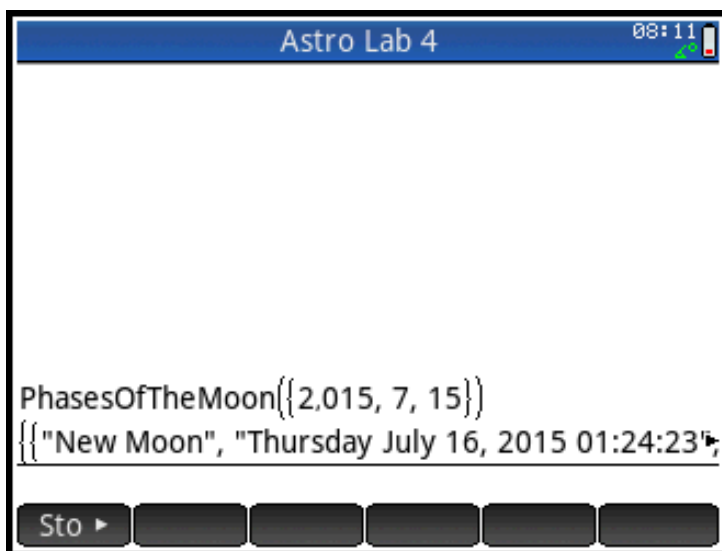 Astro Lab 4
08:11
PhasesOfTheMoon({2,015, 7, 15})
{{"New Moon", "Thursday July 16, 2015 01:24:23",
Sto ►